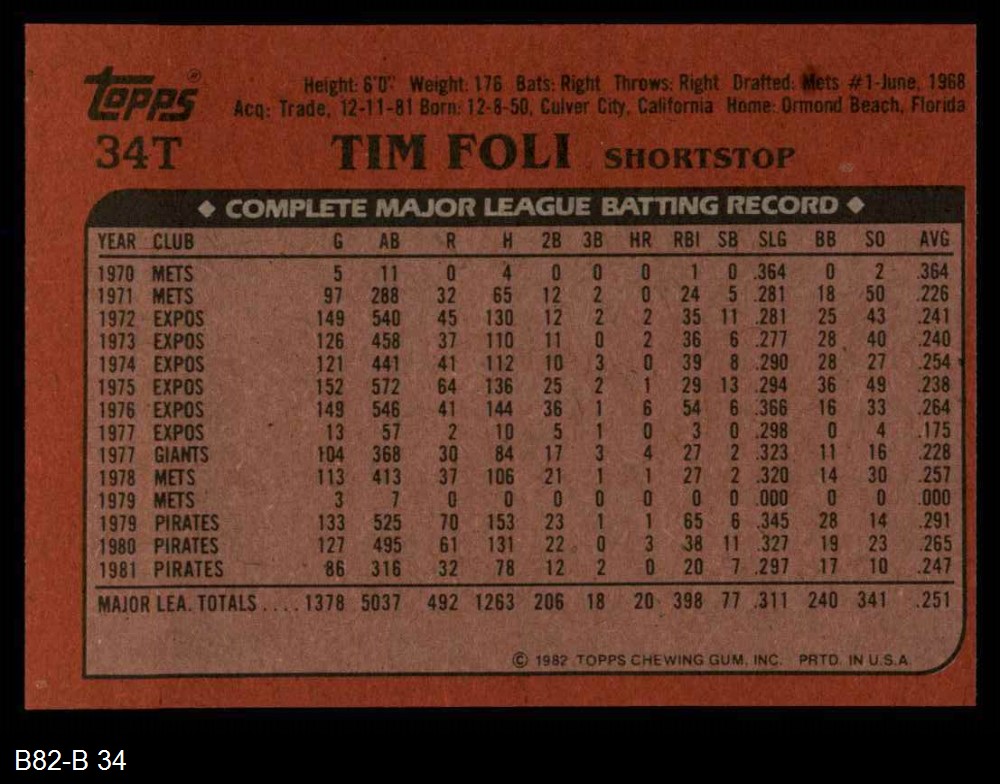 Topps ® Height: 6'0" Weight: 176 Bats: Right Throws: Right Drafted: Mets #1-June, 1968
Acq: Trade, 12-11-81 Born: 12-8-50, Culver City, California Home: Ormond Beach, Florida
34T TIM FOLI SHORTSTOP
◆ COMPLETE MAJOR LEAGUE BATTING RECORD ◆
YEAR CLUB G AB R H 2B 3B HR RBI SB SLG BB SO AVG
1970 METS 5 11 0 4 0 0 0 1 0 .364 0 2 .364
1971 METS 97 288 32 65 12 2 0 24 5 .281 18 50 .226
1972 EXPOS 149 540 45 130 12 2 2 35 11 .281 25 43 .241
1973 EXPOS 126 458 37 110 11 0 2 36 6 .277 28 40 .240
1974 EXPOS 121 441 41 112 10 3 0 39 8 .290 28 27 .254
1975 EXPOS 152 572 64 136 25 2 1 29 13 .294 36 49 .238
1976 EXPOS 149 546 41 144 36 1 6 54 6 .366 16 33 .264
1977 EXPOS 13 57 2 10 5 1 0 3 0 .298 0 4 .175
1977 GIANTS 104 368 30 84 17 3 4 27 2 .323 11 16 .228
1978 METS 113 413 37 106 21 1 1 27 2 .320 14 30 .257
1979 METS 3 7 0 0 0 0 0 0 0 .000 0 0 .000
1979 PIRATES 133 525 70 153 23 1 1 65 6 .345 28 14 .291
1980 PIRATES 127 495 61 131 22 0 3 38 11 .327 19 23 .265
1981 PIRATES 86 316 32 78 12 2 0 20 7 .297 17 10 .247
MAJOR LEA. TOTALS .... 1378 5037 492 1263 206 18 20 398 77 .311 240 341 .251
© 1982 TOPPS CHEWING GUM, INC. PRTD. IN U.S.A.
B82-B 34